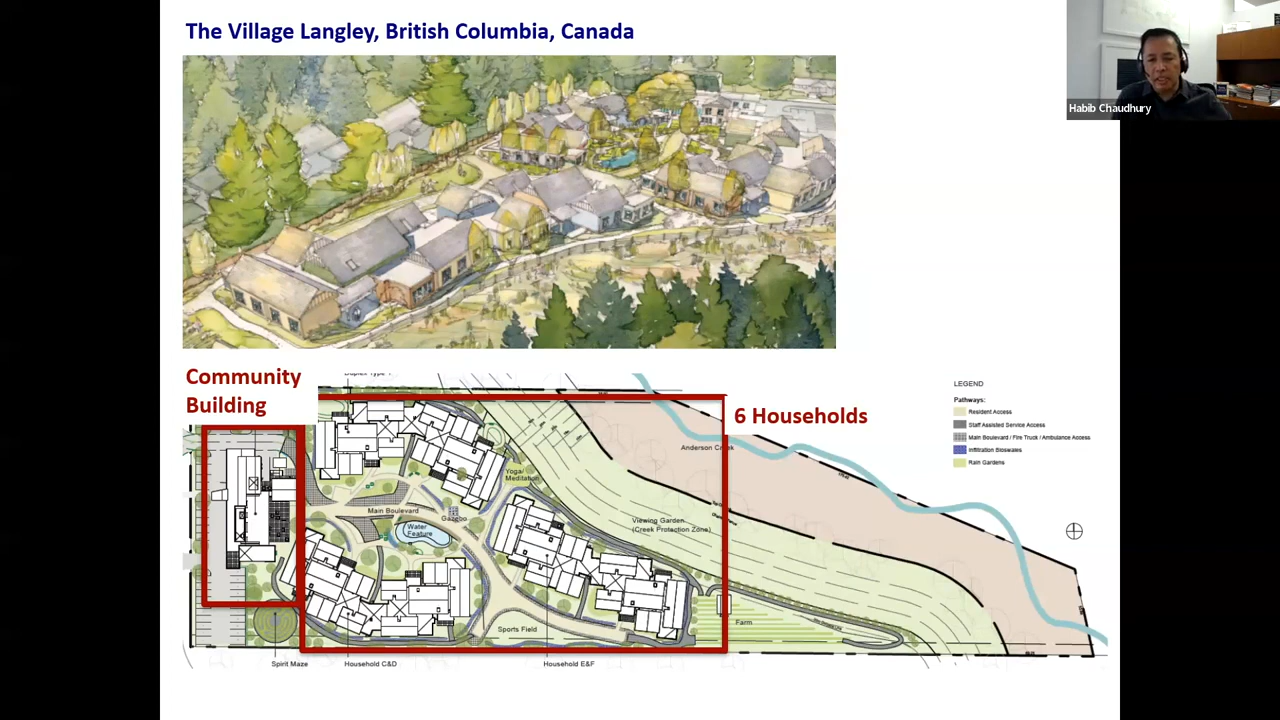 The Village Langley, British Columbia, Canada
Habib Chaudhury
Community
Building
6 Households
LEGEND
Pathways:
Resident Access
Staff Assisted Service Access
Main Boulevard / Fire Truck / Ambulance Access
Infiltration Bioswales
Rain Gardens
Anderson Creek
Yoga/
Meditation
Main Boulevard
Gazebo
Water
Feature
Viewing Garden
(Creek Protection Zone)
Sports Field
Farm
Spirit Maze
Household C&D
Household E&F